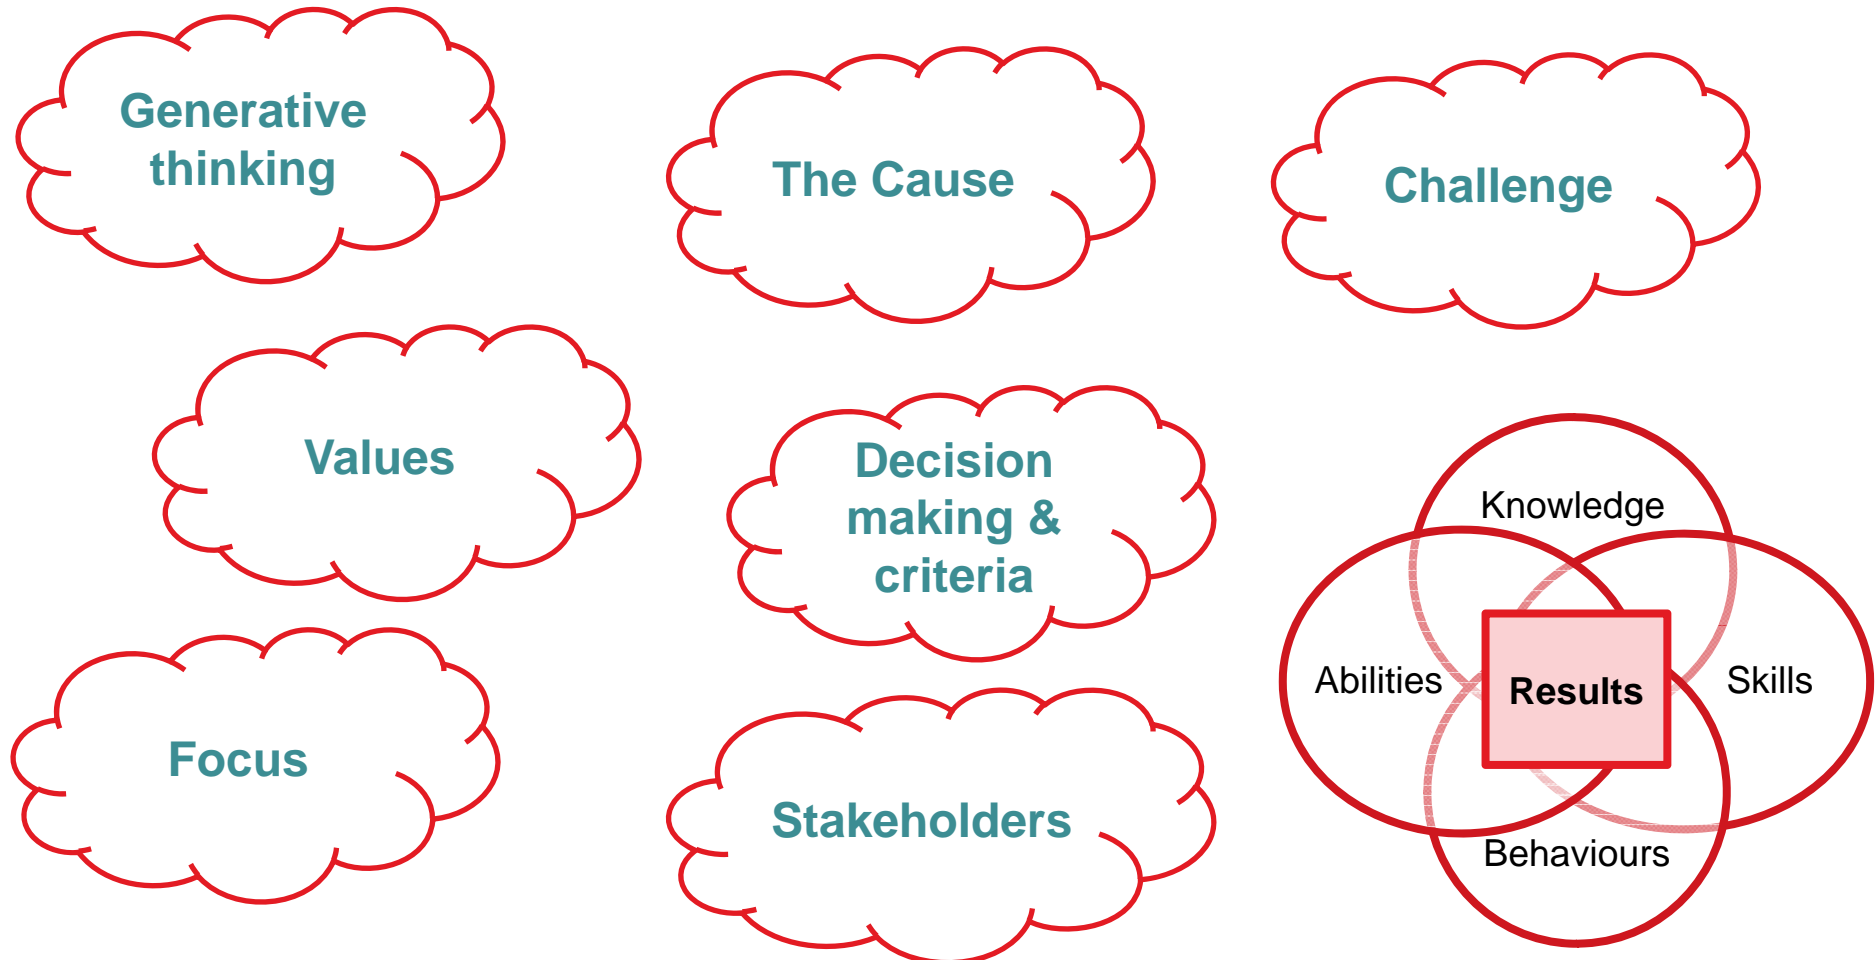 Generative
thinking
The Cause
Challenge
Values
Decision
making &
criteria
Focus
Stakeholders
Knowledge
Abilities
Results
Skills
Behaviours